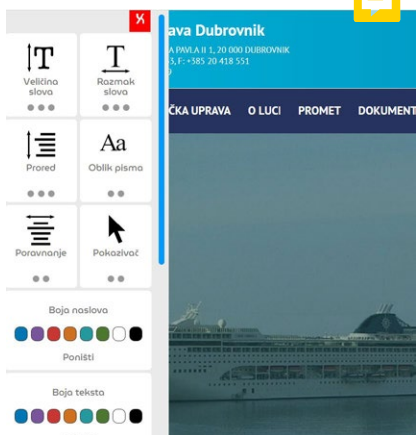 Veličina
slova
Razmak
slova
Prored
Aa
Oblik pisma
Poravnanje
Pokazivač
Boja naslova
Poništi
Boja teksta
ava Dubrovnik
A PAVLA II 1, 20 000 DUBROVNIK
3, F: +385 20 418 551
ČKA UPRAVA O LUCI PROMET DOKUMENT